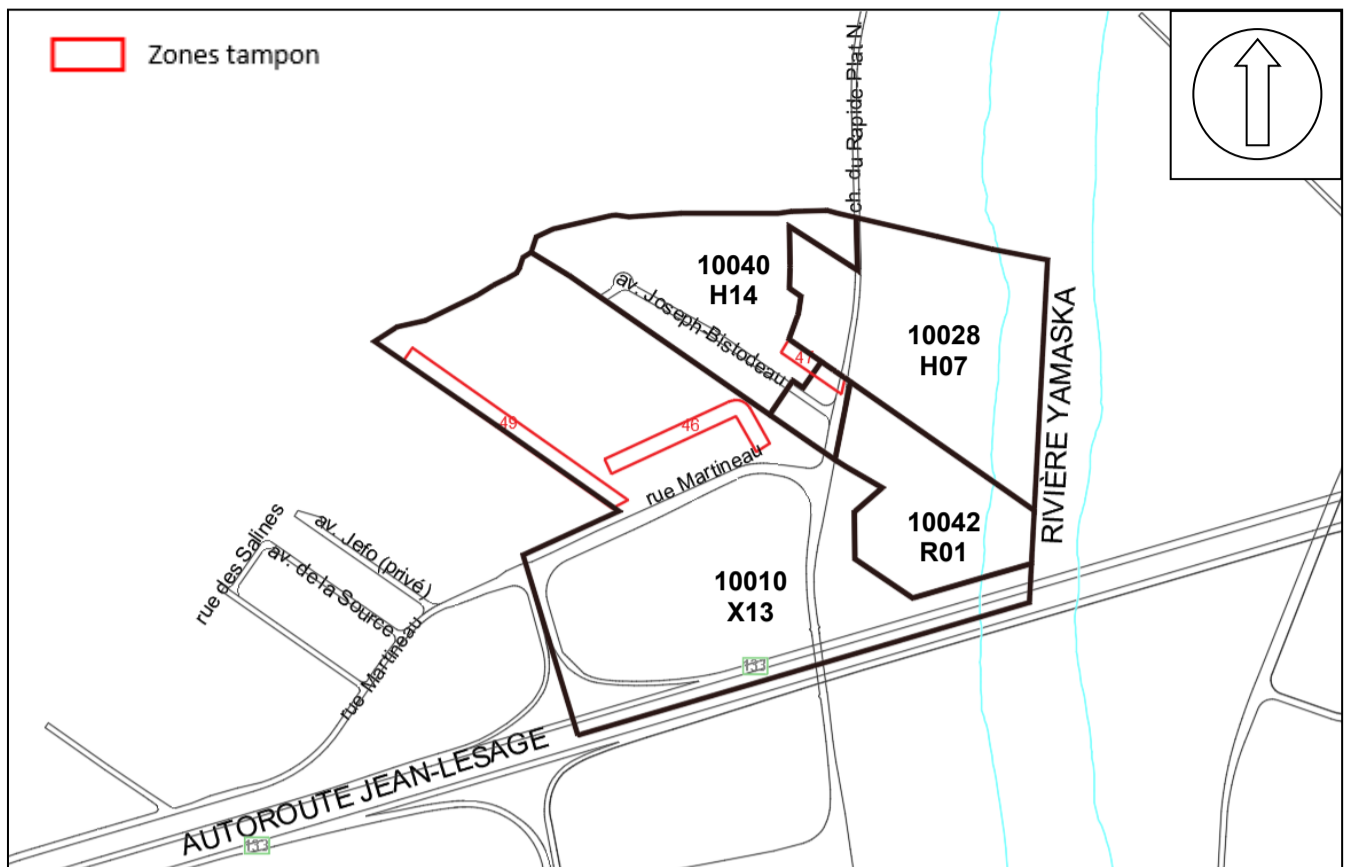 Zones tampon
ch. du Rapide-Plat N.
10040
H14
av. Joseph-Bistodeau
10028
H07
41
49
46
rue Martineau
RIVIÈRE YAMASKA
10042
R01
rue des Salines
av. Jefo (privé)
av. de la Source
10010
X13
rue Martineau
133
AUTOROUTE JEAN-LESAGE
133